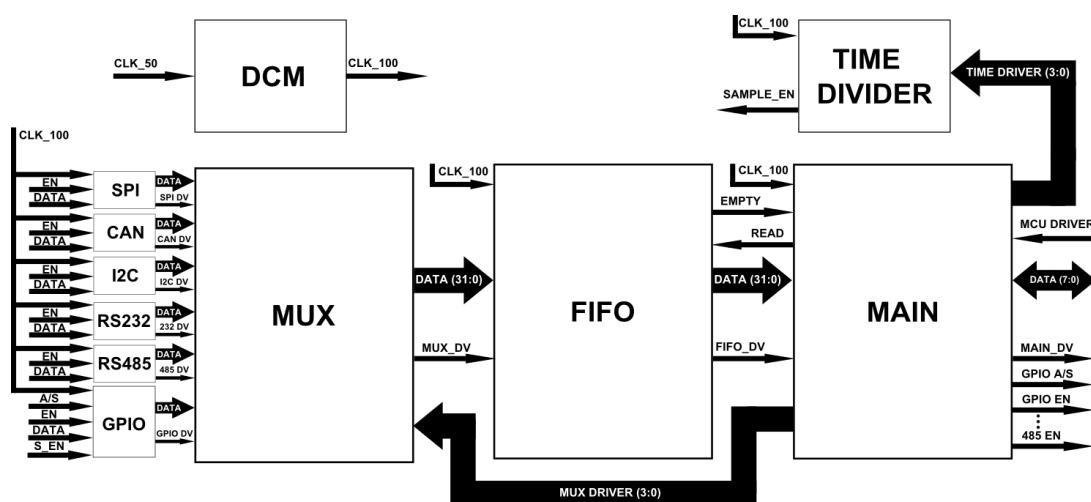 CLK_50
DCM
CLK_100
CLK_100
TIME
DIVIDER
SAMPLE_EN
TIME DRIVER (3:0)
CLK_100
EN
DATA
SPI
DATA
SPI DV
EN
DATA
CAN
DATA
CAN DV
EN
DATA
I2C
DATA
I2C DV
EN
DATA
RS232
DATA
232 DV
EN
DATA
RS485
DATA
485 DV
A/S
EN
DATA
S_EN
GPIO
DATA
GPIO DV
MUX
DATA (31:0)
MUX_DV
CLK_100
FIFO
EMPTY
READ
DATA (31:0)
FIFO_DV
CLK_100
MAIN
MCU DRIVER
DATA (7:0)
MAIN_DV
GPIO A/S
GPIO EN
485 EN
MUX DRIVER (3:0)